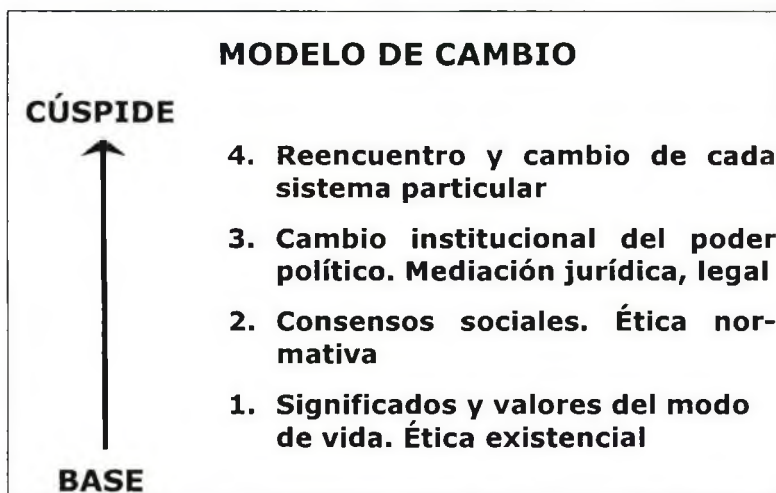 MODELO DE CAMBIO
CÚSPIDE
4. Reencuentro y cambio de cada
sistema particular
3. Cambio institucional del poder
político. Mediación jurídica, legal
2. Consensos sociales. Ética nor-
mativa
1. Significados y valores del modo
de vida. Ética existencial
BASE